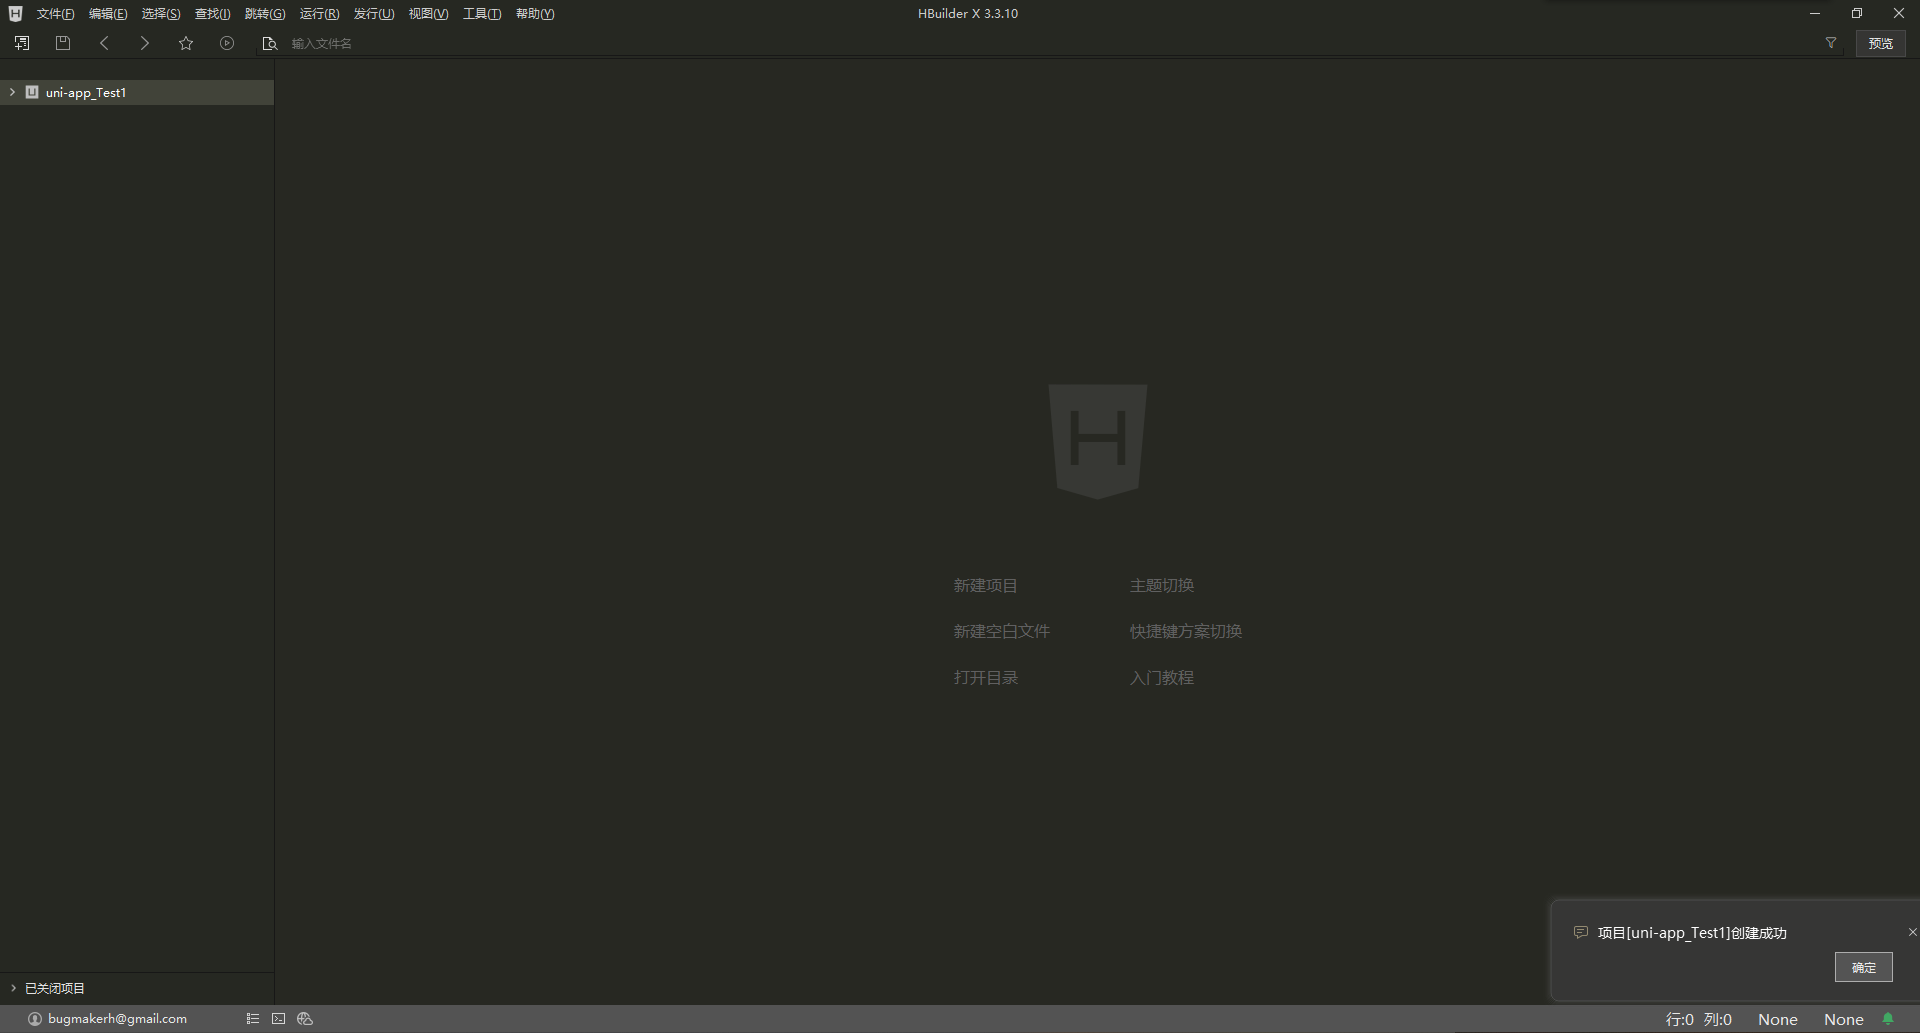 文件(F) 编辑(E) 选择(S) 查找(I) 跳转(G) 运行(R) 发行(U) 视图(V) 工具(T) 帮助(Y) HBuilder X 3.3.10
输入文件名 预览
uni-app_Test1
H
新建项目 主题切换
新建空白文件 快捷键方案切换
打开目录 入门教程
项目[uni-app_Test1]创建成功
确定
已关闭项目
bugmakerh@gmail.com 行:0 列:0 None None